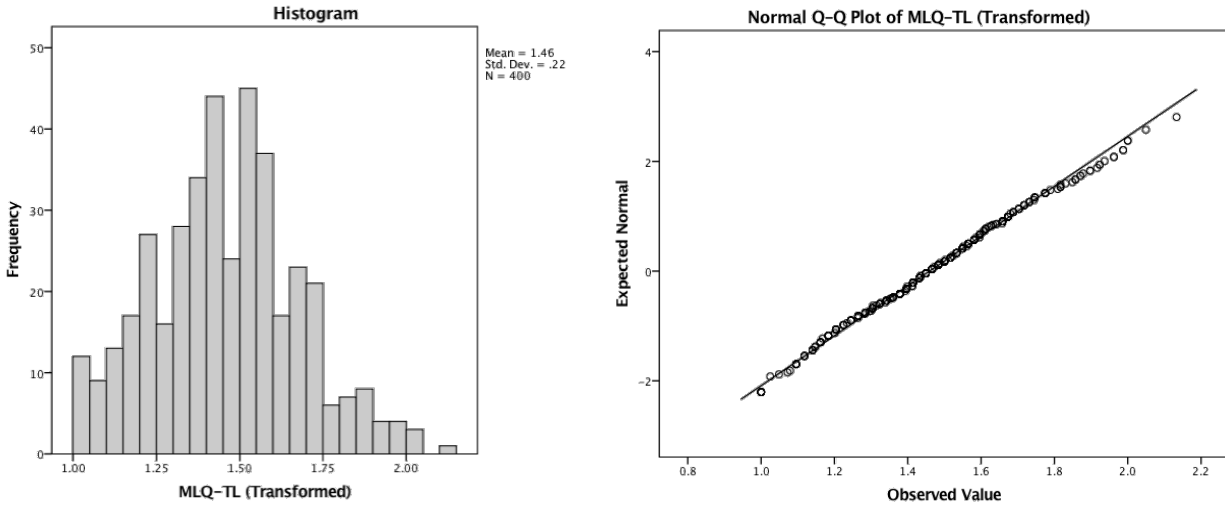 Histogram
50
40
30
20
10
0
Frequency
1.00
1.25
1.50
1.75
2.00
MLQ-TL (Transformed)
Mean = 1.46
Std. Dev. = .22
N = 400
Normal Q-Q Plot of MLQ-TL (Transformed)
4
2
0
-2
Expected Normal
0.8
1.0
1.2
1.4
1.6
1.8
2.0
2.2
Observed Value